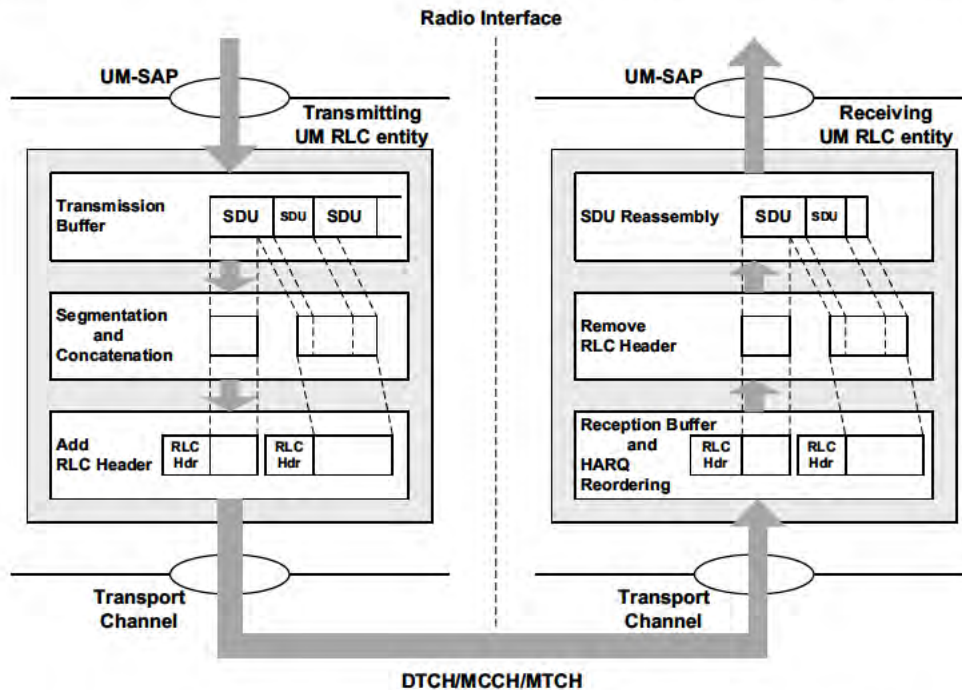 Radio Interface
UM-SAP
Transmitting
UM RLC entity
Transmission
Buffer
SDU
SDU
SDU
Segmentation
and
Concatenation
Add
RLC Header
RLC
Hdr
RLC
Hdr
Transport
Channel
UM-SAP
Receiving
UM RLC entity
SDU Reassembly
SDU
SDU
Remove
RLC Header
Reception Buffer
and
HARQ
Reordering
RLC
Hdr
RLC
Hdr
Transport
Channel
DTCH/MCCH/MTCH